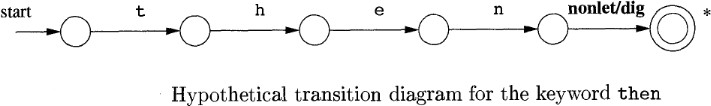 start t h e n nonlet/dig *
Hypothetical transition diagram for the keyword then